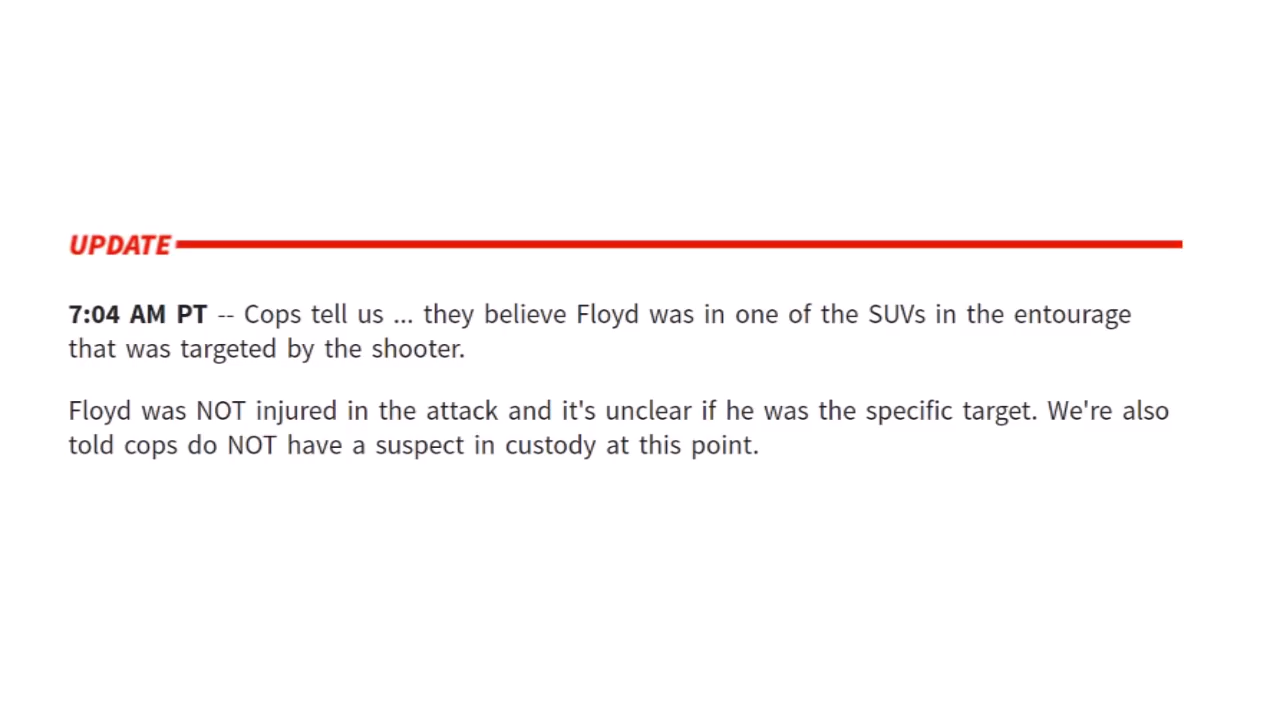 UPDATE
7:04 AM PT -- Cops tell us ... they believe Floyd was in one of the SUVs in the entourage
that was targeted by the shooter.
Floyd was NOT injured in the attack and it's unclear if he was the specific target. We're also
told cops do NOT have a suspect in custody at this point.